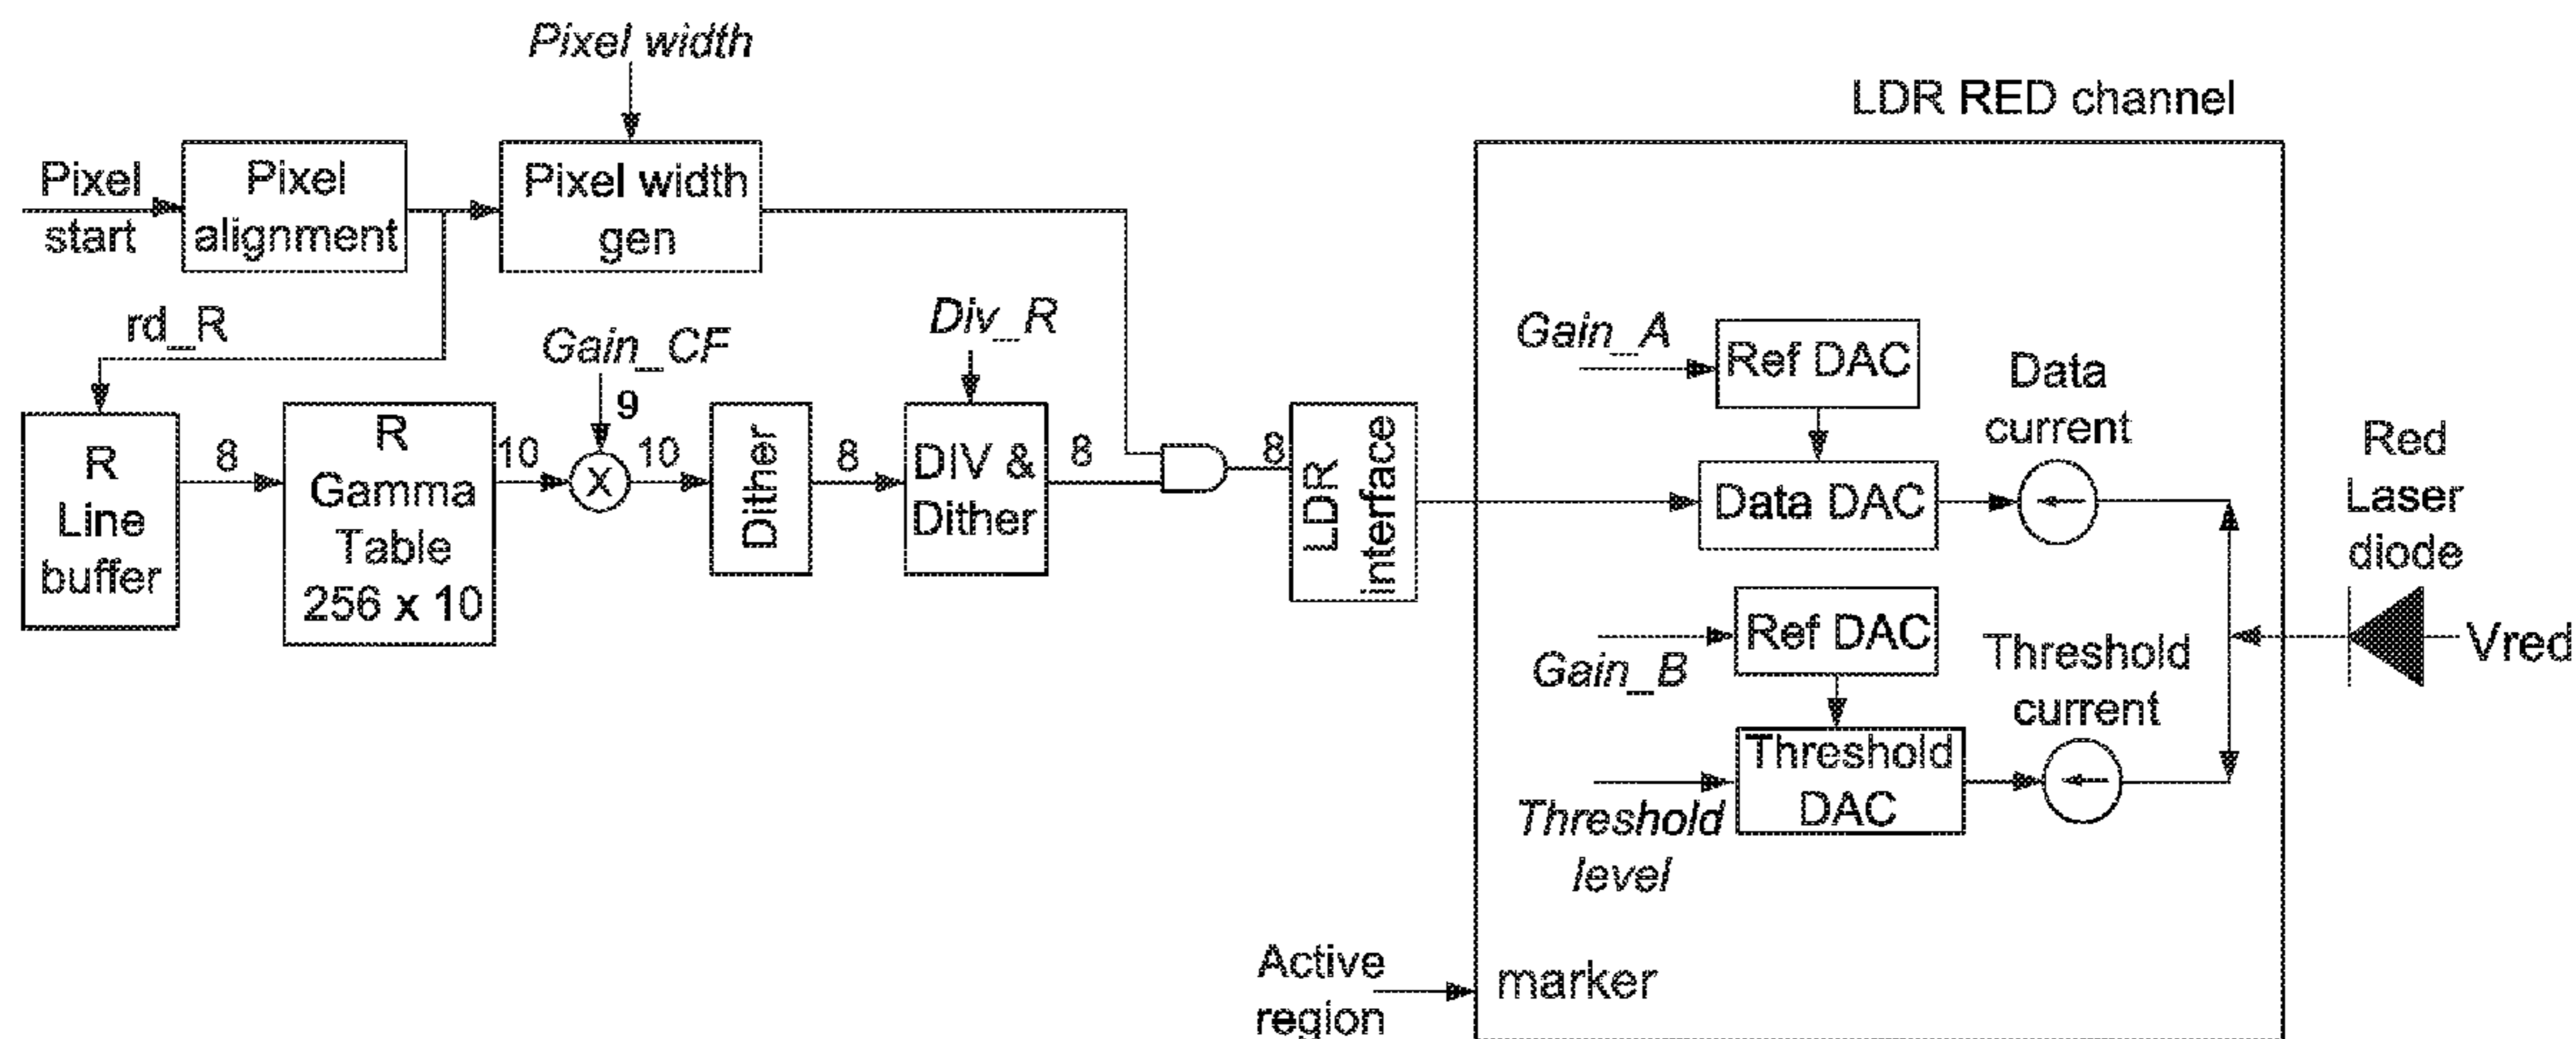 Pixel width
LDR RED channel
Pixel
start
Pixel
alignment
Pixel width
gen
rd_R
Gain_CF
9
Div_R
R
Line
buffer
8
R
Gamma
Table
256 x 10
10
X
10
Dither
8
DIV &
Dither
8
8
LDR
interface
Gain_A
Ref DAC
Data
current
Data DAC
Red
Laser
diode
Ref DAC
Gain_B
Threshold
current
Vred
Threshold
DAC
Threshold
level
Active
region
marker